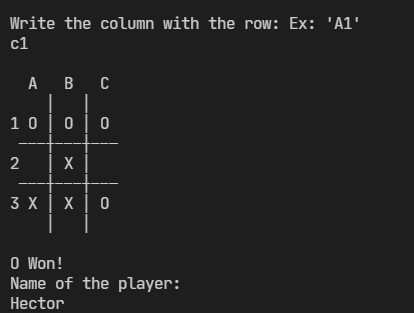 Write the column with the row: Ex: 'A1'
c1
A B C
1 O | O | O
2 | X |
3 X | X | O
O Won!
Name of the player:
Hector